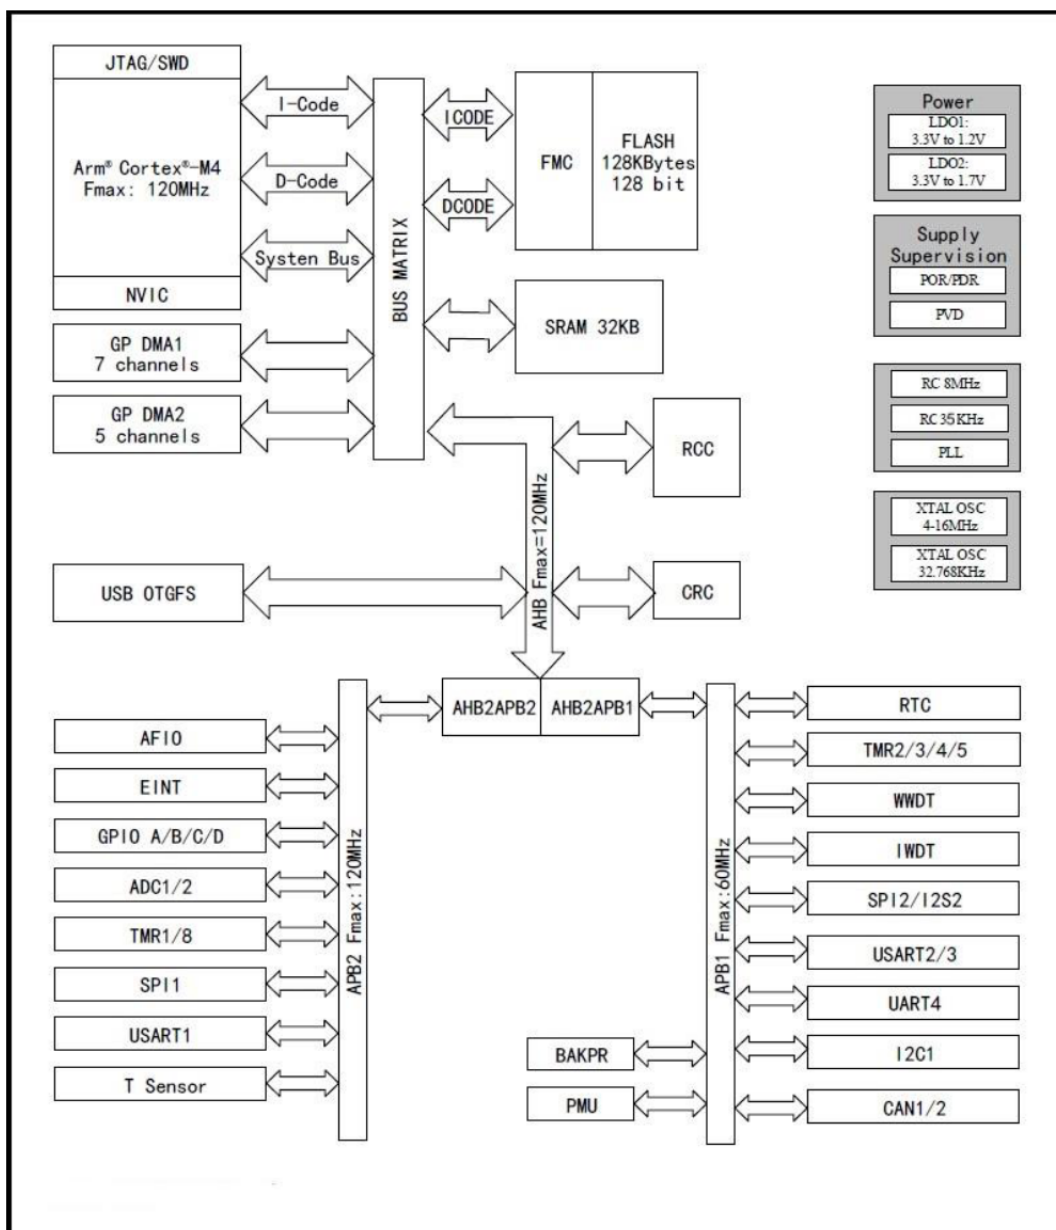 JTAG/SWD
Arm® Cortex®-M4
Fmax: 120MHz
NVIC
GP DMA1
7 channels
GP DMA2
5 channels
I-Code
D-Code
Systen Bus
BUS MATRIX
ICODE
DCODE
FMC
FLASH
128KBytes
128 bit
SRAM 32KB
RCC
AHB Fmax=120MHz
USB OTGFS
CRC
Power
LDO1:
3.3V to 1.2V
LDO2:
3.3V to 1.7V
Supply
Supervision
POR/PDR
PVD
RC 8MHz
RC 35KHz
PLL
XTAL OSC
4-16MHz
XTAL OSC
32.768KHz
AHB2APB2
AHB2APB1
AFIO
EINT
GPIO A/B/C/D
ADC1/2
TMR1/8
SPI1
USART1
T Sensor
APB2 Fmax:120MHz
BAKPR
PMU
APB1 Fmax:60MHz
RTC
TMR2/3/4/5
WWDT
IWDT
SPI2/I2S2
USART2/3
UART4
I2C1
CAN1/2